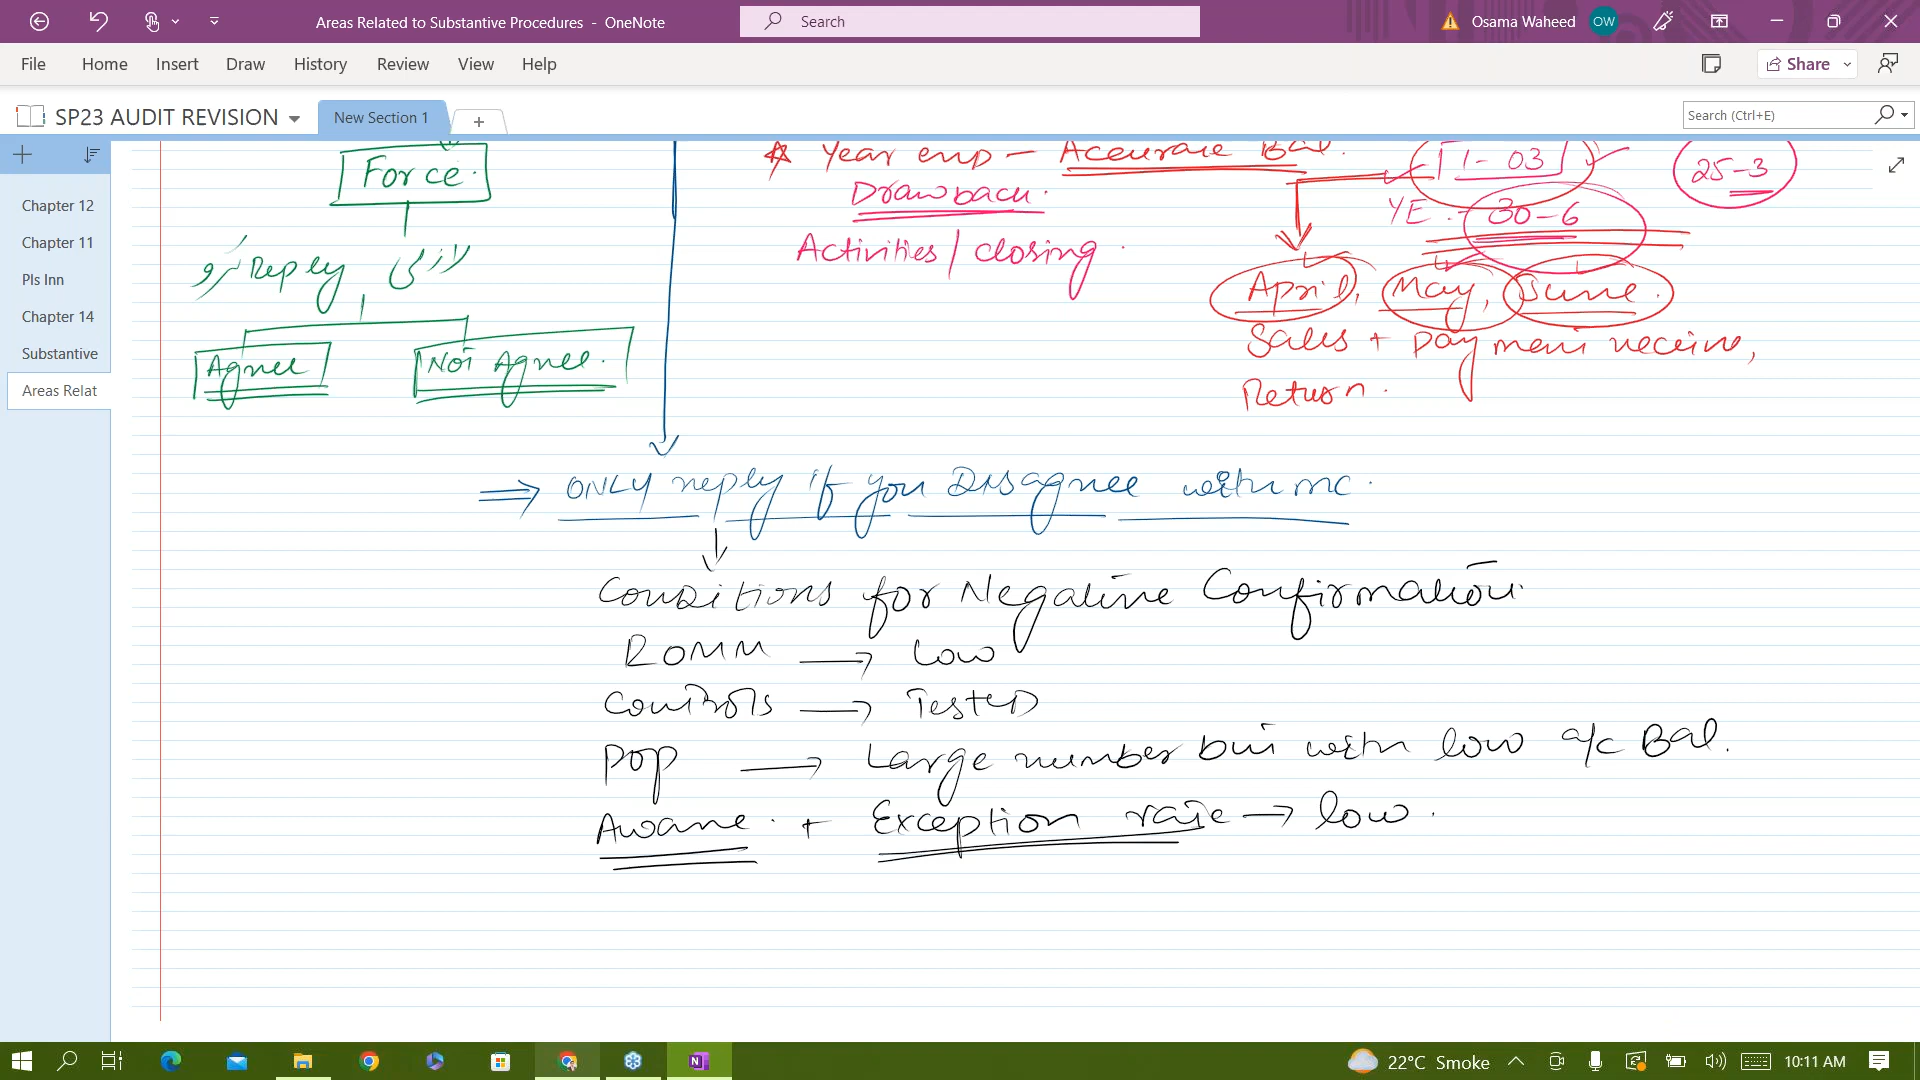 Areas Related to Substantive Procedures - OneNote
Search
Osama Waheed
OW
File Home Insert Draw History Review View Help
Share
SP23 AUDIT REVISION
New Section 1
Search (Ctrl+E)
Chapter 12
Chapter 11
Pls Inn
Chapter 14
Substantive
Areas Relat
Force.
Reply
Agree
Not Agree.
Year end - Accurate Bal.
Drawback.
Activities / closing.
25-3
YE. 30-6
April, May, June.
Sales + payment receive,
Return.
⇒ ONLY reply if you DISagree with me.
Conditions for Negative Confirmation.
ROMM → Low
Controls → Tested
POP → Large number but with low a/c Bal.
Aware. + Exception rate → low.
22°C Smoke
10:11 AM